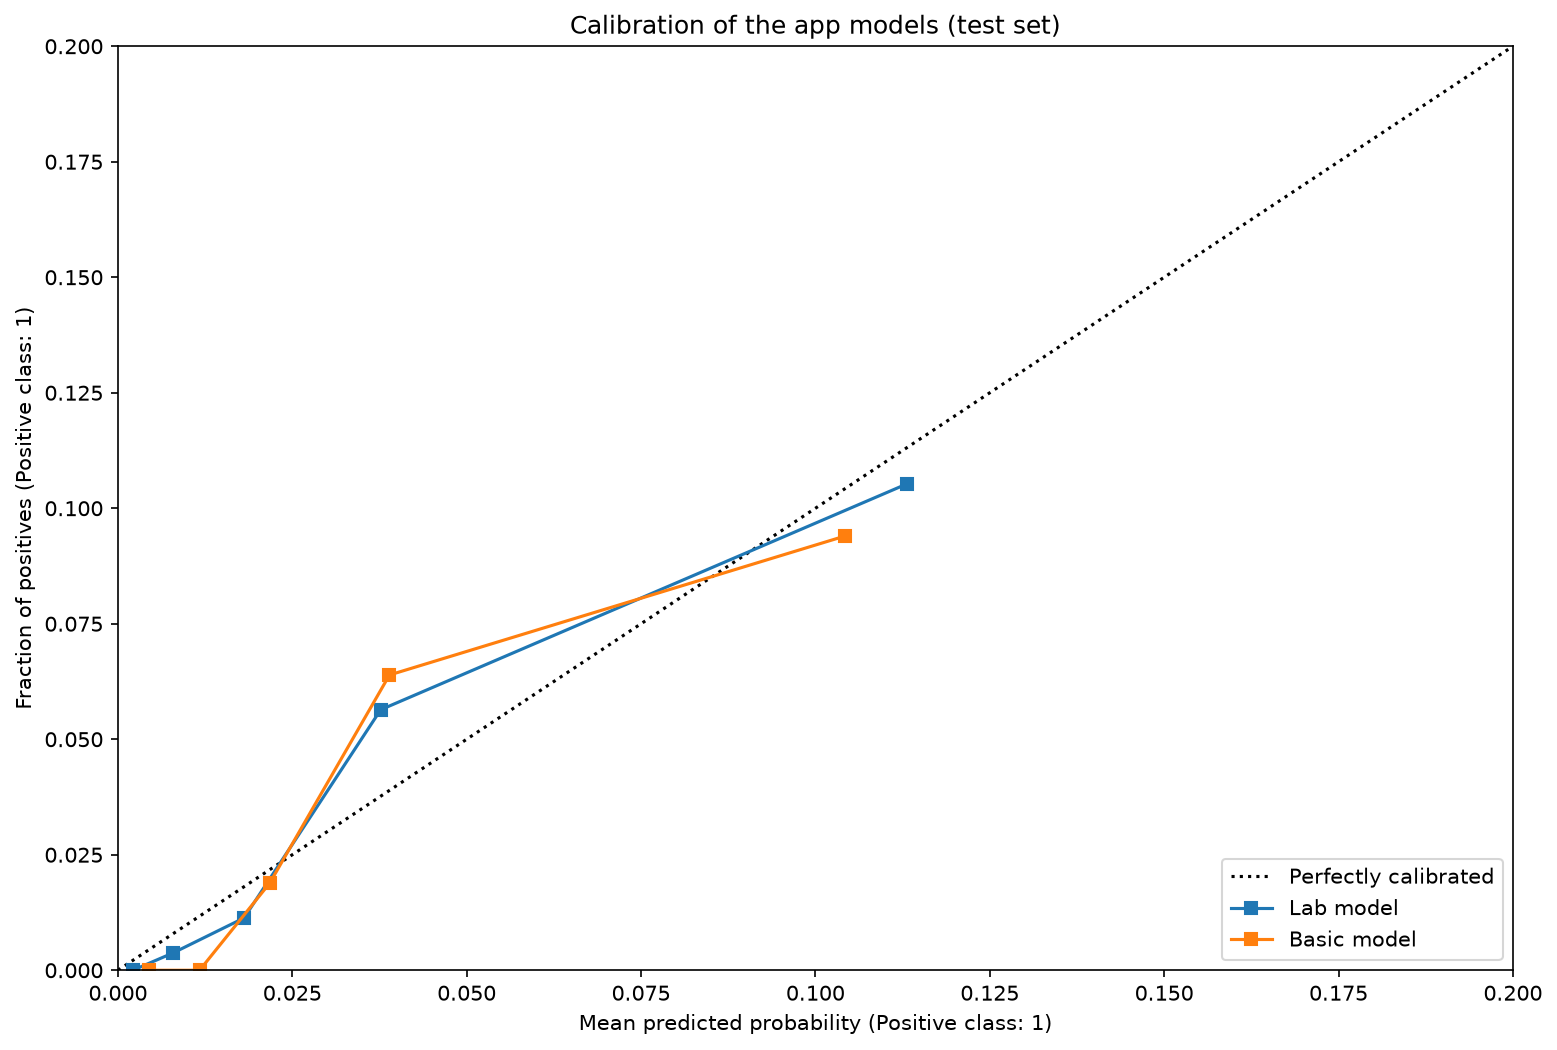 Calibration of the app models (test set)
Fraction of positives (Positive class: 1)
0.200
0.175
0.150
0.125
0.100
0.075
0.050
0.025
0.000
0.000 0.025 0.050 0.075 0.100 0.125 0.150 0.175 0.200
Mean predicted probability (Positive class: 1)
Perfectly calibrated
Lab model
Basic model